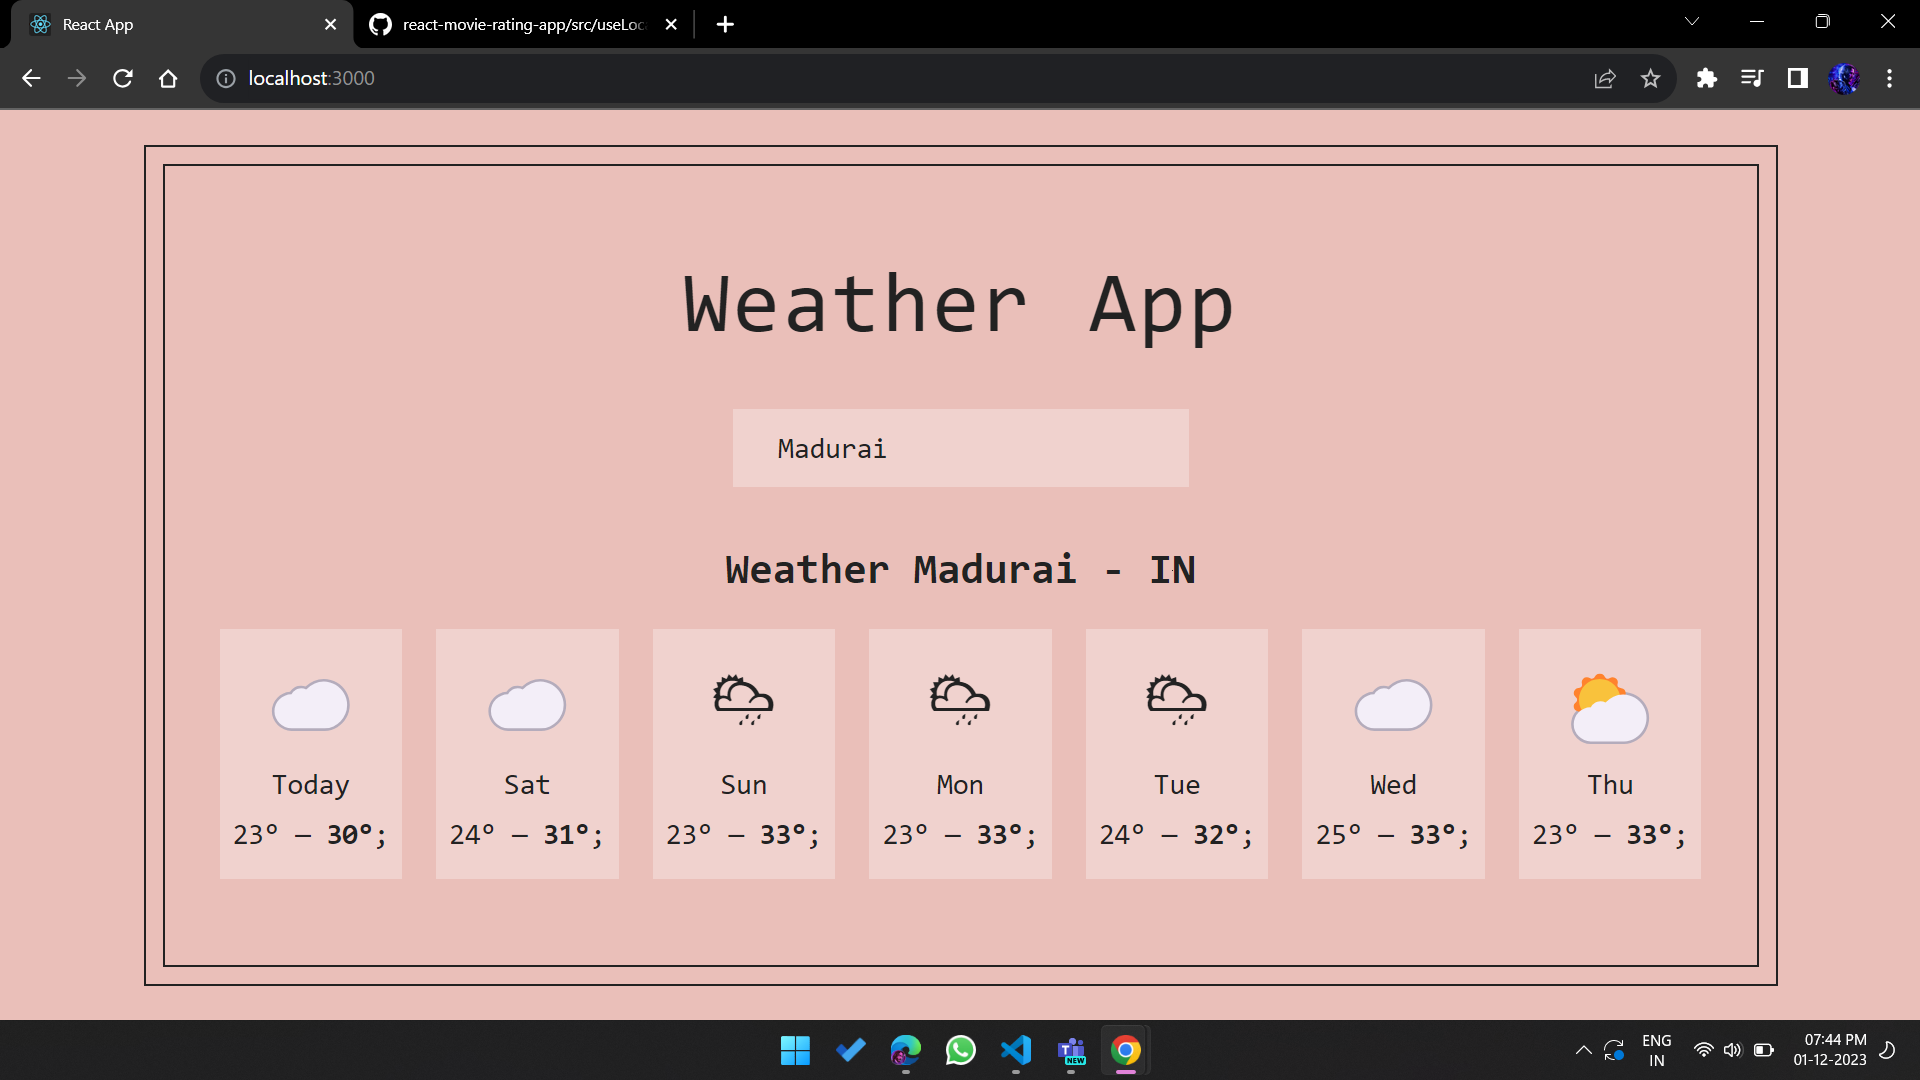 React App
react-movie-rating-app/src/useLoc
localhost:3000
Weather App
Madurai
Weather Madurai - IN
Today
23° — 30°;
Sat
24° — 31°;
Sun
23° — 33°;
Mon
23° — 33°;
Tue
24° — 32°;
Wed
25° — 33°;
Thu
23° — 33°;
T
NEW
ENG
IN
07:44 PM
01-12-2023